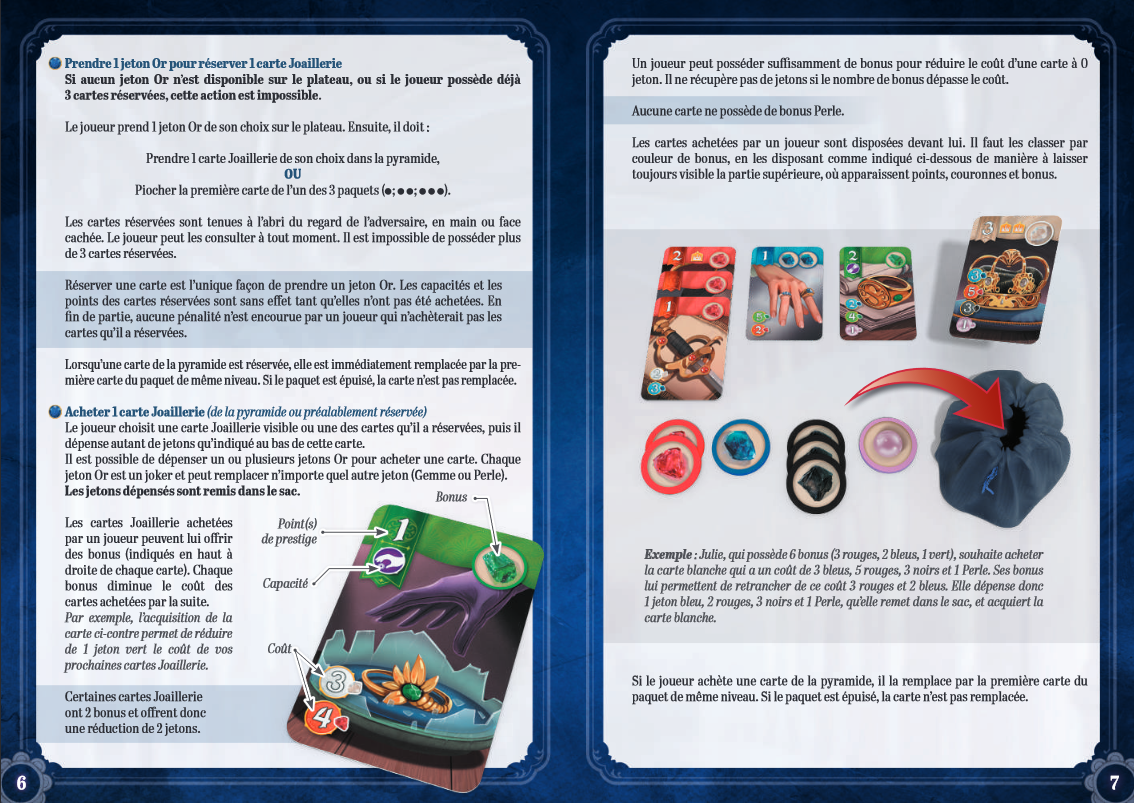 Prendre 1 jeton Or pour réserver 1 carte Joaillerie
Si aucun jeton Or n'est disponible sur le plateau, ou si le joueur possède déjà
3 cartes réservées, cette action est impossible.
Le joueur prend 1 jeton Or de son choix sur le plateau. Ensuite, il doit :
Prendre 1 carte Joaillerie de son choix dans la pyramide,
OU
Piocher la première carte de l'un des 3 paquets (●; ● ●; ● ● ●).
Les cartes réservées sont tenues à l'abri du regard de l'adversaire, en main ou face
cachée. Le joueur peut les consulter à tout moment. Il est impossible de posséder plus
de 3 cartes réservées.
Réserver une carte est l'unique façon de prendre un jeton Or. Les capacités et les
points des cartes réservées sont sans effet tant qu'elles n'ont pas été achetées. En
fin de partie, aucune pénalité n'est encourue par un joueur qui n'achèterait pas les
cartes qu'il a réservées.
Lorsqu'une carte de la pyramide est réservée, elle est immédiatement remplacée par la pre-
mière carte du paquet de même niveau. Si le paquet est épuisé, la carte n'est pas remplacée.
Acheter 1 carte Joaillerie (de la pyramide ou préalablement réservée)
Le joueur choisit une carte Joaillerie visible ou une des cartes qu'il a réservées, puis il
dépense autant de jetons qu'indiqué au bas de cette carte.
Il est possible de dépenser un ou plusieurs jetons Or pour acheter une carte. Chaque
jeton Or est un joker et peut remplacer n'importe quel autre jeton (Gemme ou Perle).
Les jetons dépensés sont remis dans le sac.
Les cartes Joaillerie achetées
par un joueur peuvent lui offrir
des bonus (indiqués en haut à
droite de chaque carte). Chaque
bonus diminue le coût des
cartes achetées par la suite.
Par exemple, l'acquisition de la
carte ci-contre permet de réduire
de 1 jeton vert le coût de vos
prochaines cartes Joaillerie.
Certaines cartes Joaillerie
ont 2 bonus et offrent donc
une réduction de 2 jetons.
Bonus
Point(s)
de prestige
Capacité
Coût
1
3
4
6
Un joueur peut posséder suffisamment de bonus pour réduire le coût d'une carte à 0
jeton. Il ne récupère pas de jetons si le nombre de bonus dépasse le coût.
Aucune carte ne possède de bonus Perle.
Les cartes achetées par un joueur sont disposées devant lui. Il faut les classer par
couleur de bonus, en les disposant comme indiqué ci-dessous de manière à laisser
toujours visible la partie supérieure, où apparaissent points, couronnes et bonus.
2
1
2
3
1
3
5
2
2
4
1
3
5
3
1
Exemple : Julie, qui possède 6 bonus (3 rouges, 2 bleus, 1 vert), souhaite acheter
la carte blanche qui a un coût de 3 bleus, 5 rouges, 3 noirs et 1 Perle. Ses bonus
lui permettent de retrancher de ce coût 3 rouges et 2 bleus. Elle dépense donc
1 jeton bleu, 2 rouges, 3 noirs et 1 Perle, qu'elle remet dans le sac, et acquiert la
carte blanche.
Si le joueur achète une carte de la pyramide, il la remplace par la première carte du
paquet de même niveau. Si le paquet est épuisé, la carte n'est pas remplacée.
7